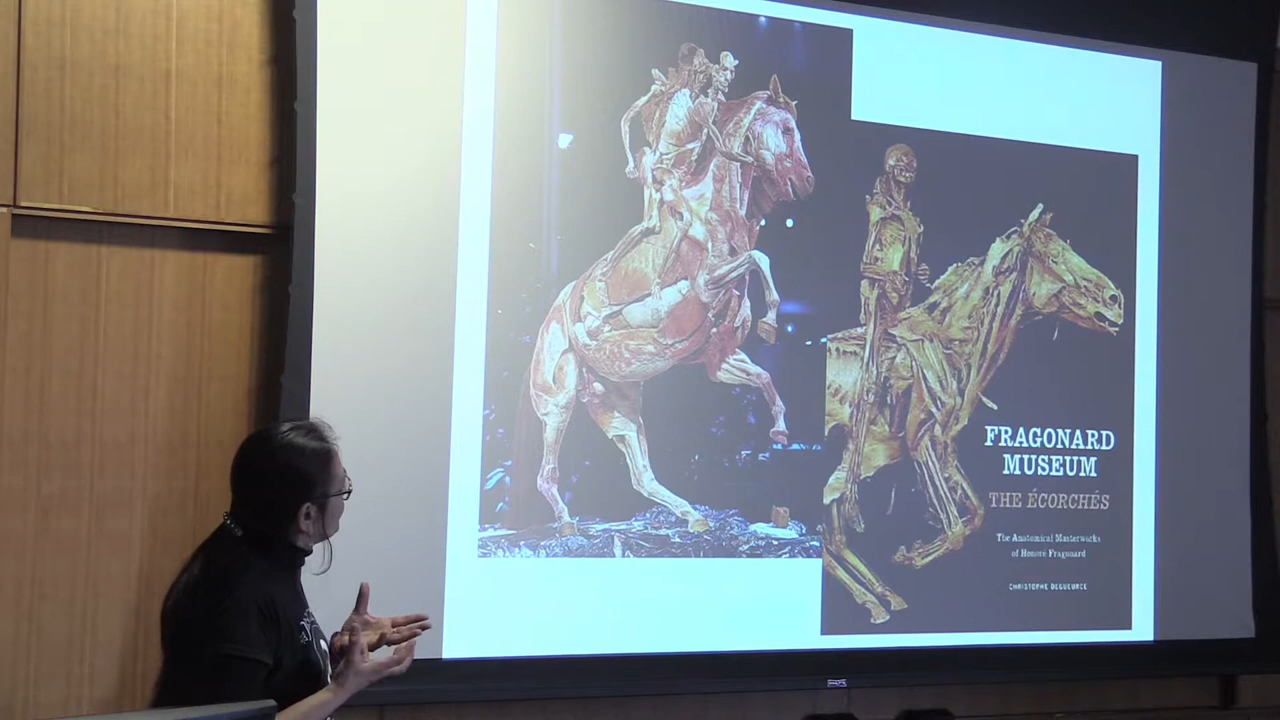 FRAGONARD
MUSEUM
THE ÉCORCHÉS
The Anatomical Masterworks
of Honoré Fragonard
CHRISTOPHE DEGUEURCE